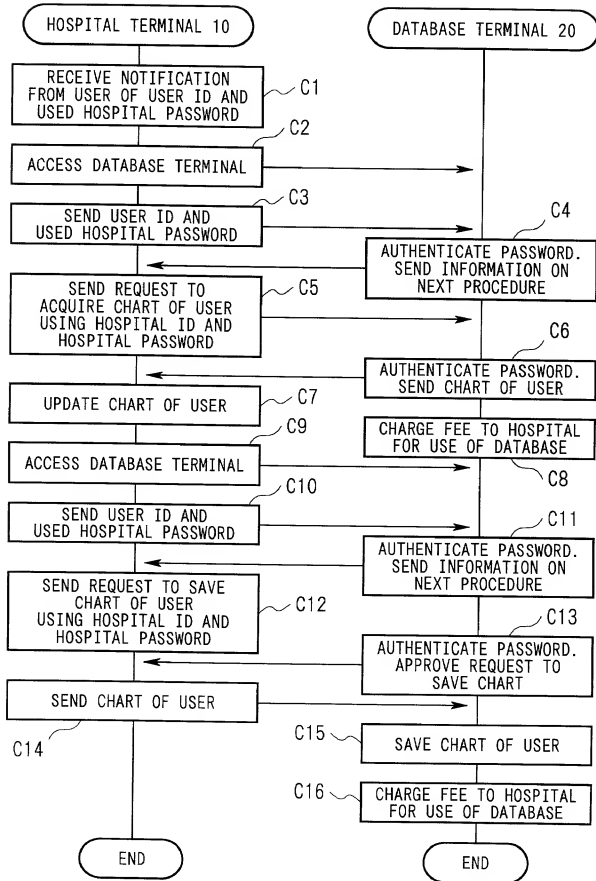 HOSPITAL TERMINAL 10
DATABASE TERMINAL 20
RECEIVE NOTIFICATION
FROM USER OF USER ID AND
USED HOSPITAL PASSWORD
C1
C2
ACCESS DATABASE TERMINAL
C3
SEND USER ID AND
USED HOSPITAL PASSWORD
C4
AUTHENTICATE PASSWORD.
SEND INFORMATION ON
NEXT PROCEDURE
SEND REQUEST TO
ACQUIRE CHART OF USER
USING HOSPITAL ID AND
HOSPITAL PASSWORD
C5
C6
AUTHENTICATE PASSWORD.
SEND CHART OF USER
UPDATE CHART OF USER
C7
CHARGE FEE TO HOSPITAL
FOR USE OF DATABASE
C8
C9
ACCESS DATABASE TERMINAL
C10
SEND USER ID AND
USED HOSPITAL PASSWORD
C11
AUTHENTICATE PASSWORD.
SEND INFORMATION ON
NEXT PROCEDURE
SEND REQUEST TO SAVE
CHART OF USER
USING HOSPITAL ID AND
HOSPITAL PASSWORD
C12
C13
AUTHENTICATE PASSWORD.
APPROVE REQUEST TO
SAVE CHART
SEND CHART OF USER
C14
C15
SAVE CHART OF USER
C16
CHARGE FEE TO HOSPITAL
FOR USE OF DATABASE
END
END